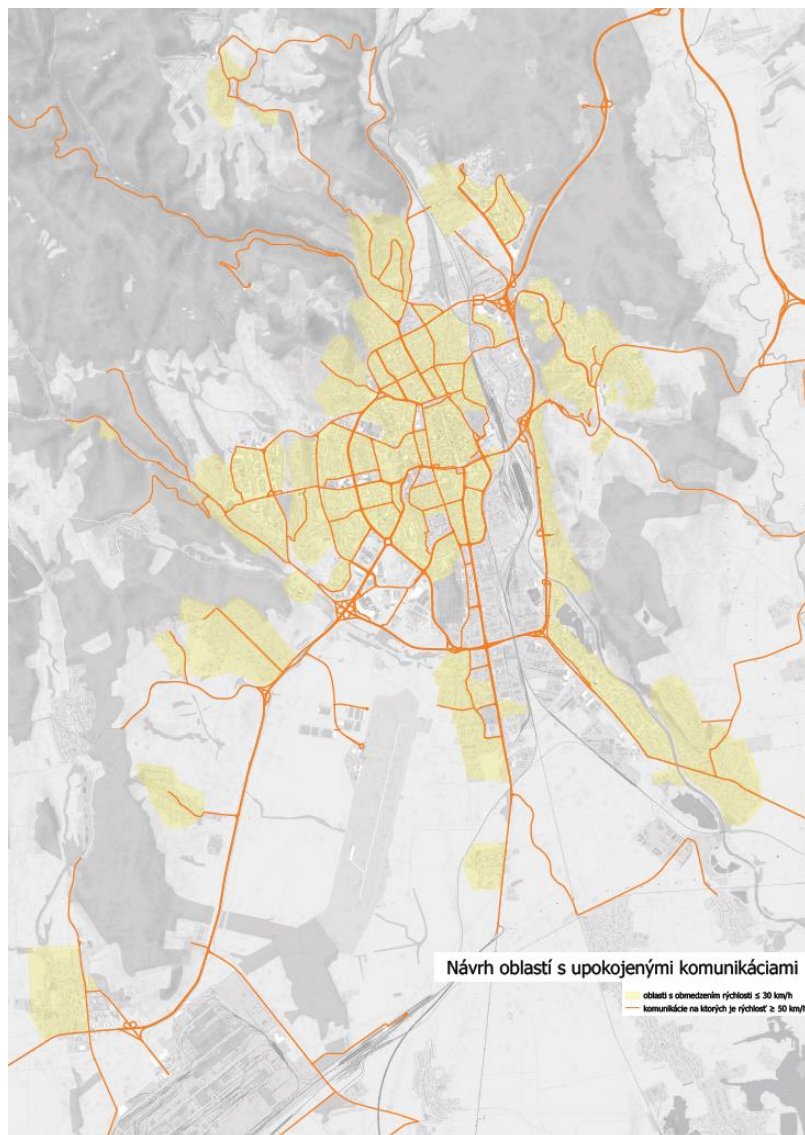 Návrh oblastí s upokojenými komunikáciami
oblasti s obmedzením rýchlosti ≤ 30 km/h
komunikácie na ktorých je rýchlosť ≥ 50 km/h